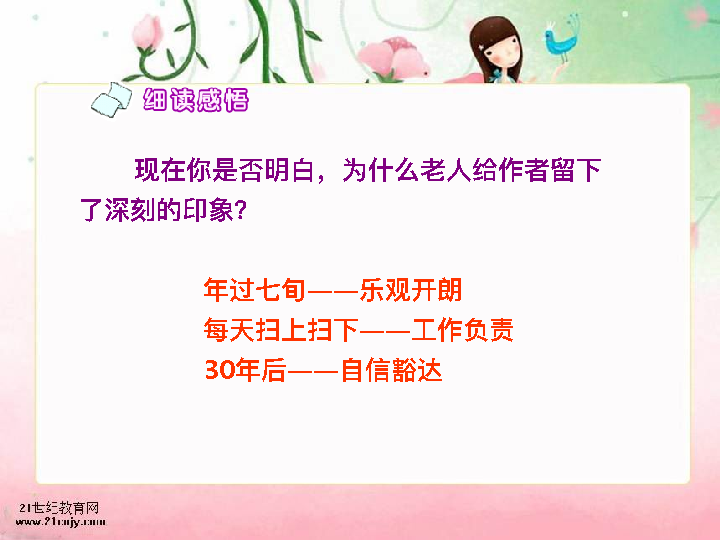 细读感悟
现在你是否明白，为什么老人给作者留下
了深刻的印象？
年过七旬——乐观开朗
每天扫上扫下——工作负责
30年后——自信豁达
21世纪教育网
www.21cnjy.com